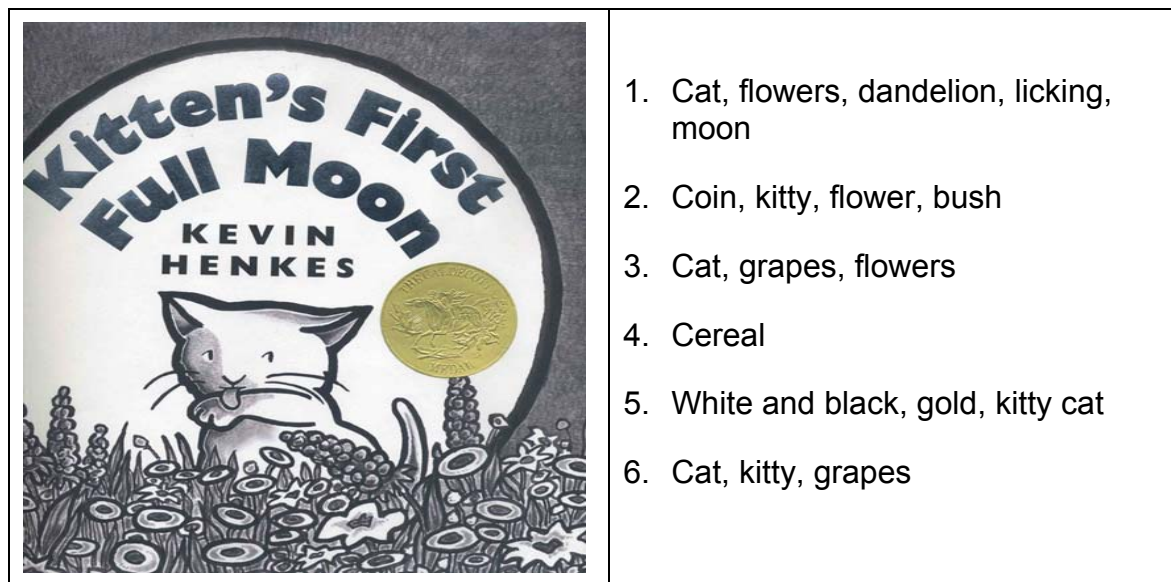 Kitten's First
Full Moon
KEVIN
HENKES
MEDAL
1. Cat, flowers, dandelion, licking,
moon
2. Coin, kitty, flower, bush
3. Cat, grapes, flowers
4. Cereal
5. White and black, gold, kitty cat
6. Cat, kitty, grapes